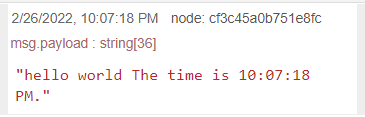 2/26/2022, 10:07:18 PM node: cf3c45a0b751e8fc
msg.payload : string[36]
"hello world The time is 10:07:18
PM."